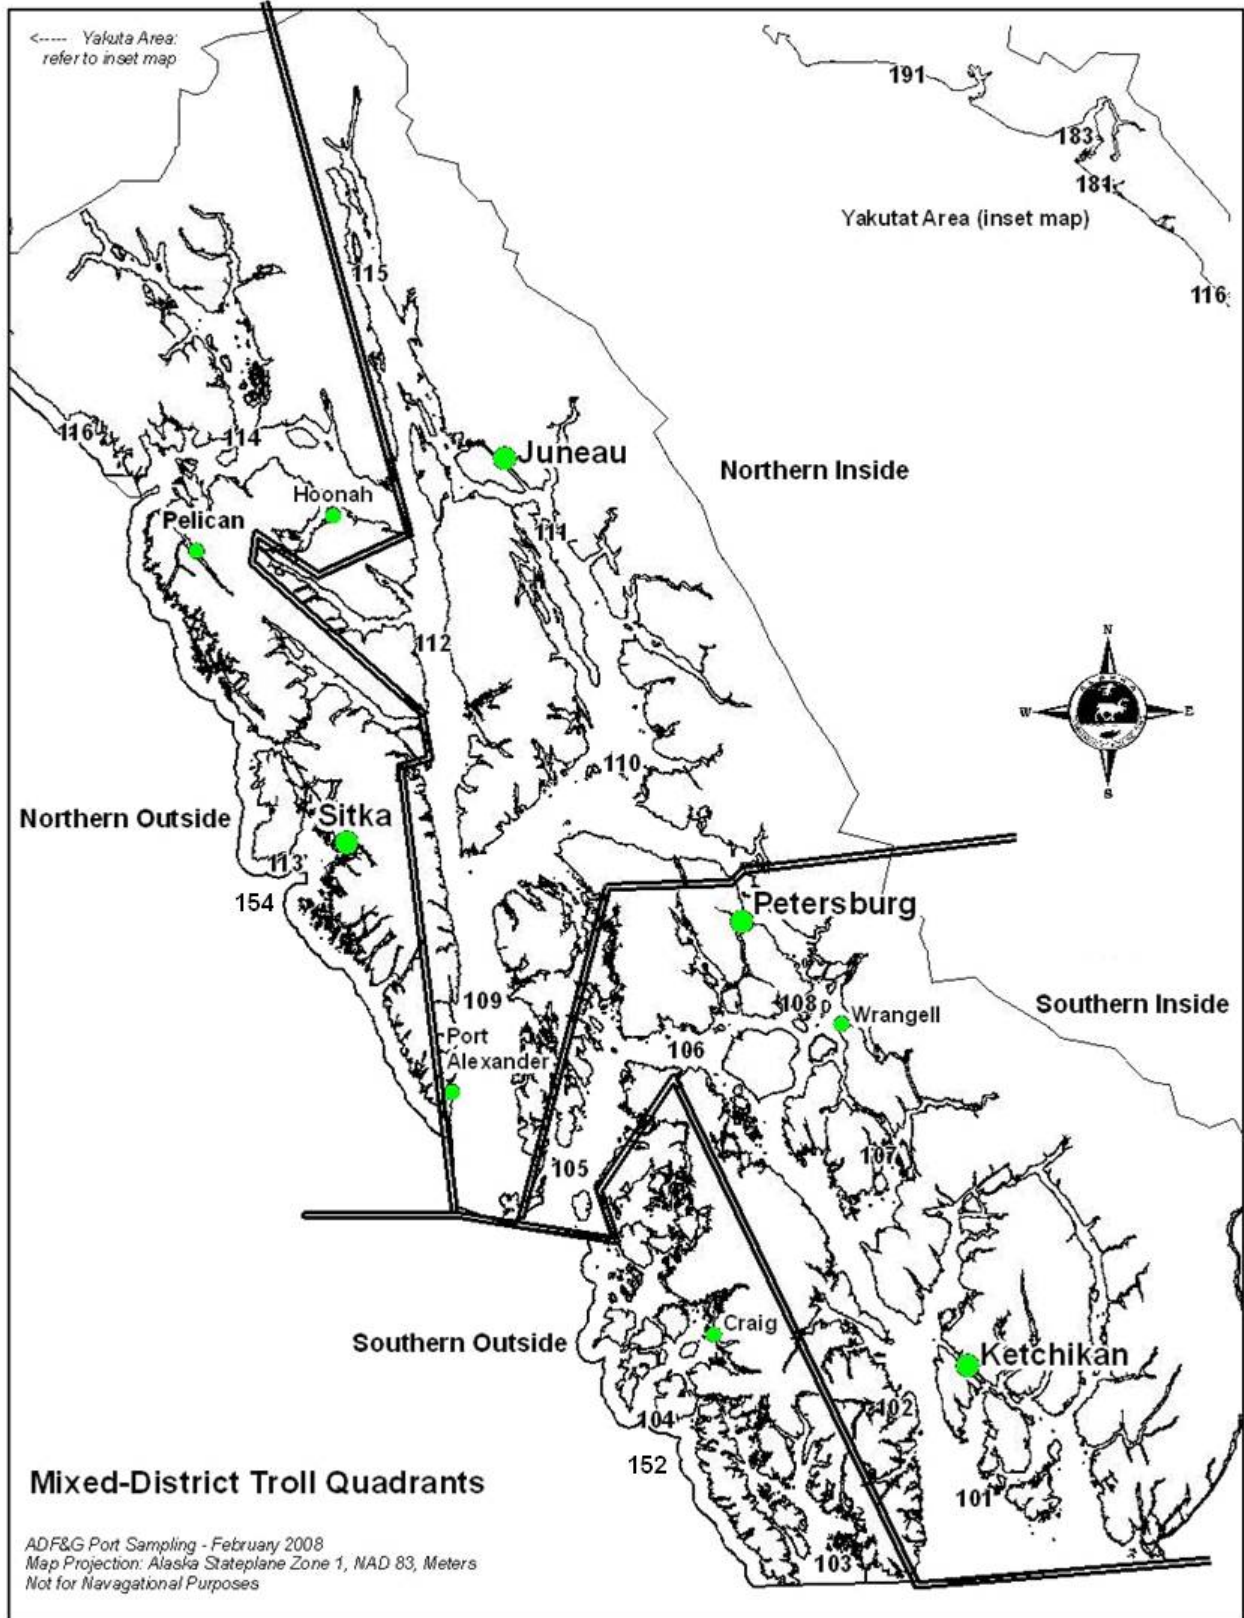 <----- Yakuta Area:
refer to inset map
191
183
181
Yakutat Area (inset map)
116
115
116
114
Juneau
Northern Inside
Hoonah
Pelican
111
112
N
W
E
S
110
Northern Outside
Sitka
113
154
Petersburg
109
108
Southern Inside
Wrangell
Port
Alexander
106
105
107
Southern Outside
Craig
Ketchikan
104
102
152
101
103
Mixed-District Troll Quadrants
ADF&G Port Sampling - February 2008
Map Projection: Alaska Stateplane Zone 1, NAD 83, Meters
Not for Navagational Purposes